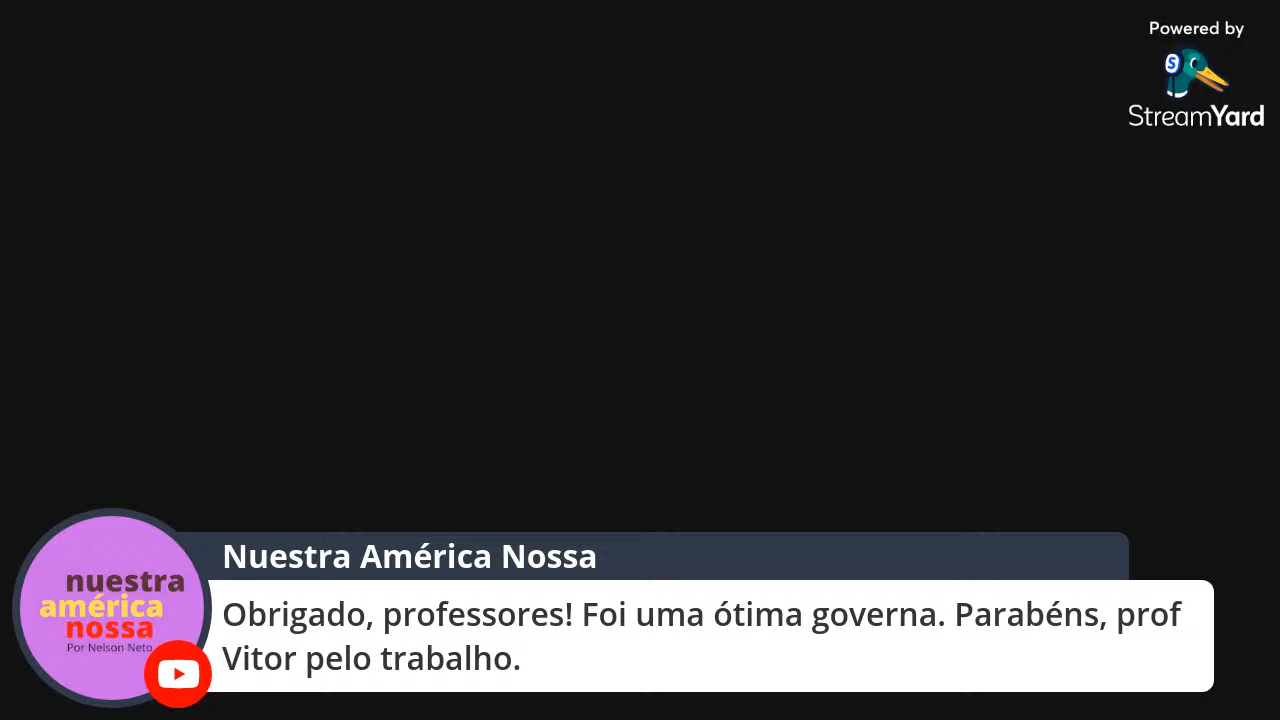 Powered by
S
StreamYard
Nuestra América Nossa
nuestra
américa
nossa
Por Nelson Neto
Obrigado, professores! Foi uma ótima governa. Parabéns, prof
Vitor pelo trabalho.